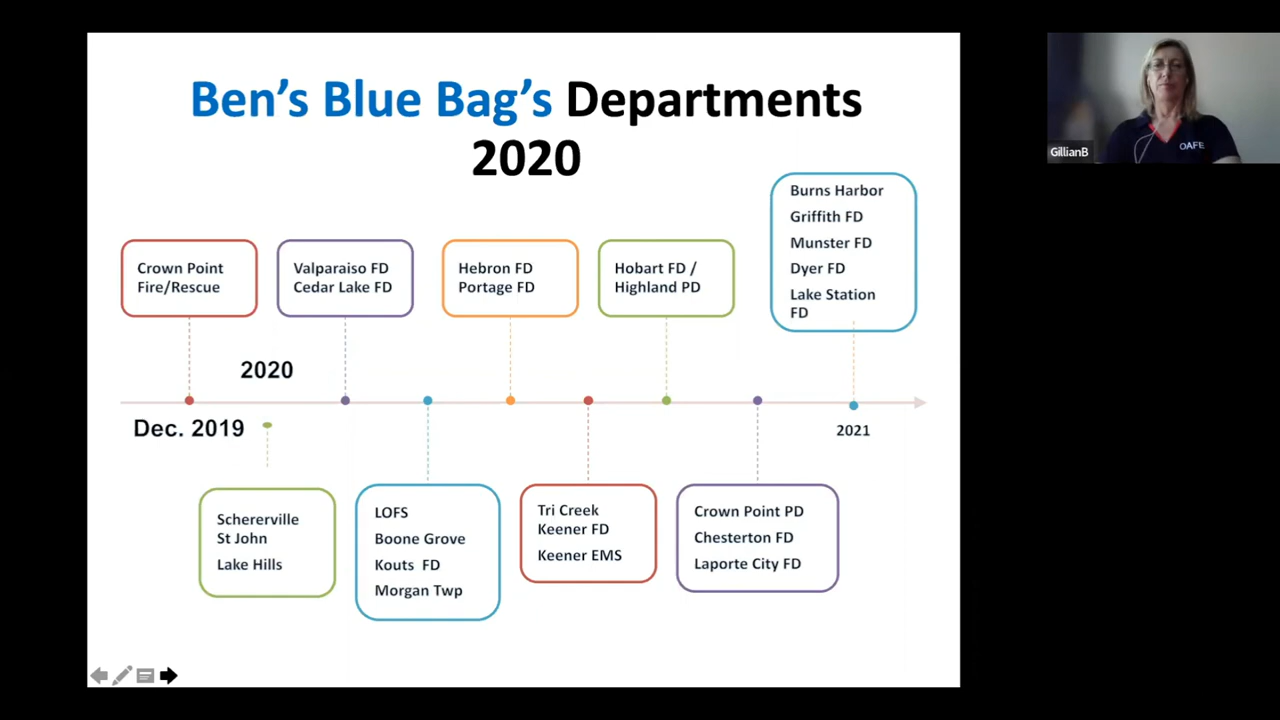 Ben's Blue Bag's Departments
2020
GillianB
OAFE
Burns Harbor
Griffith FD
Munster FD
Dyer FD
Lake Station
FD
Crown Point
Fire/Rescue
Valparaiso FD
Cedar Lake FD
Hebron FD
Portage FD
Hobart FD /
Highland PD
2020
Dec. 2019
2021
Schererville
St John
Lake Hills
LOFS
Boone Grove
Kouts FD
Morgan Twp
Tri Creek
Keener FD
Keener EMS
Crown Point PD
Chesterton FD
Laporte City FD